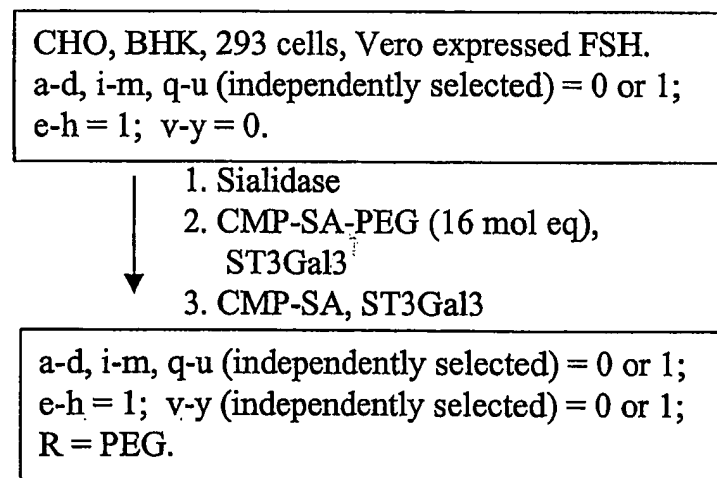 CHO, BHK, 293 cells, Vero expressed FSH.
a-d, i-m, q-u (independently selected) = 0 or 1;
e-h = 1; v-y = 0.
1. Sialidase
2. CMP-SA-PEG (16 mol eq),
ST3Gal3
3. CMP-SA, ST3Gal3
a-d, i-m, q-u (independently selected) = 0 or 1;
e-h = 1; v-y (independently selected) = 0 or 1;
R = PEG.